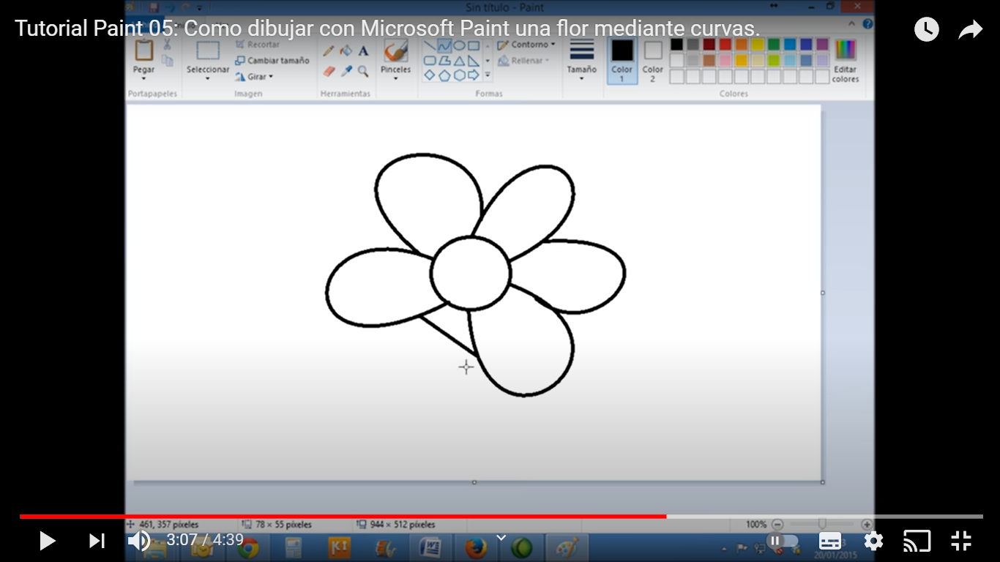 Sin título - Paint
Tutorial Paint 05: Como dibujar con Microsoft Paint una flor mediante curvas.
Pegar
Portapapeles
Seleccionar
Recortar
Cambiar tamaño
Girar
Imagen
A
Herramientas
Pinceles
Contorno
Rellenar
Formas
Tamaño
Color
1
Color
2
Editar
colores
Colores
461, 357 píxeles
78 × 55 píxeles
944 × 512 píxeles
100%
3:07 / 4:39
KI
20/01/2015